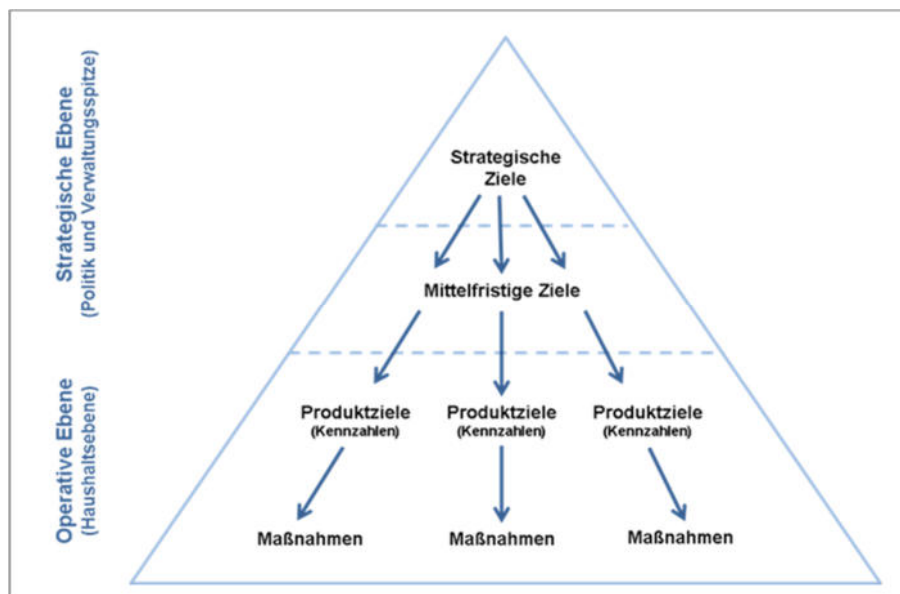 Strategische Ebene
(Politik und Verwaltungsspitze)
Strategische
Ziele
Mittelfristige Ziele
Operative Ebene
(Haushaltsebene)
Produktziele Produktziele Produktziele
(Kennzahlen) (Kennzahlen) (Kennzahlen)
Maßnahmen Maßnahmen Maßnahmen